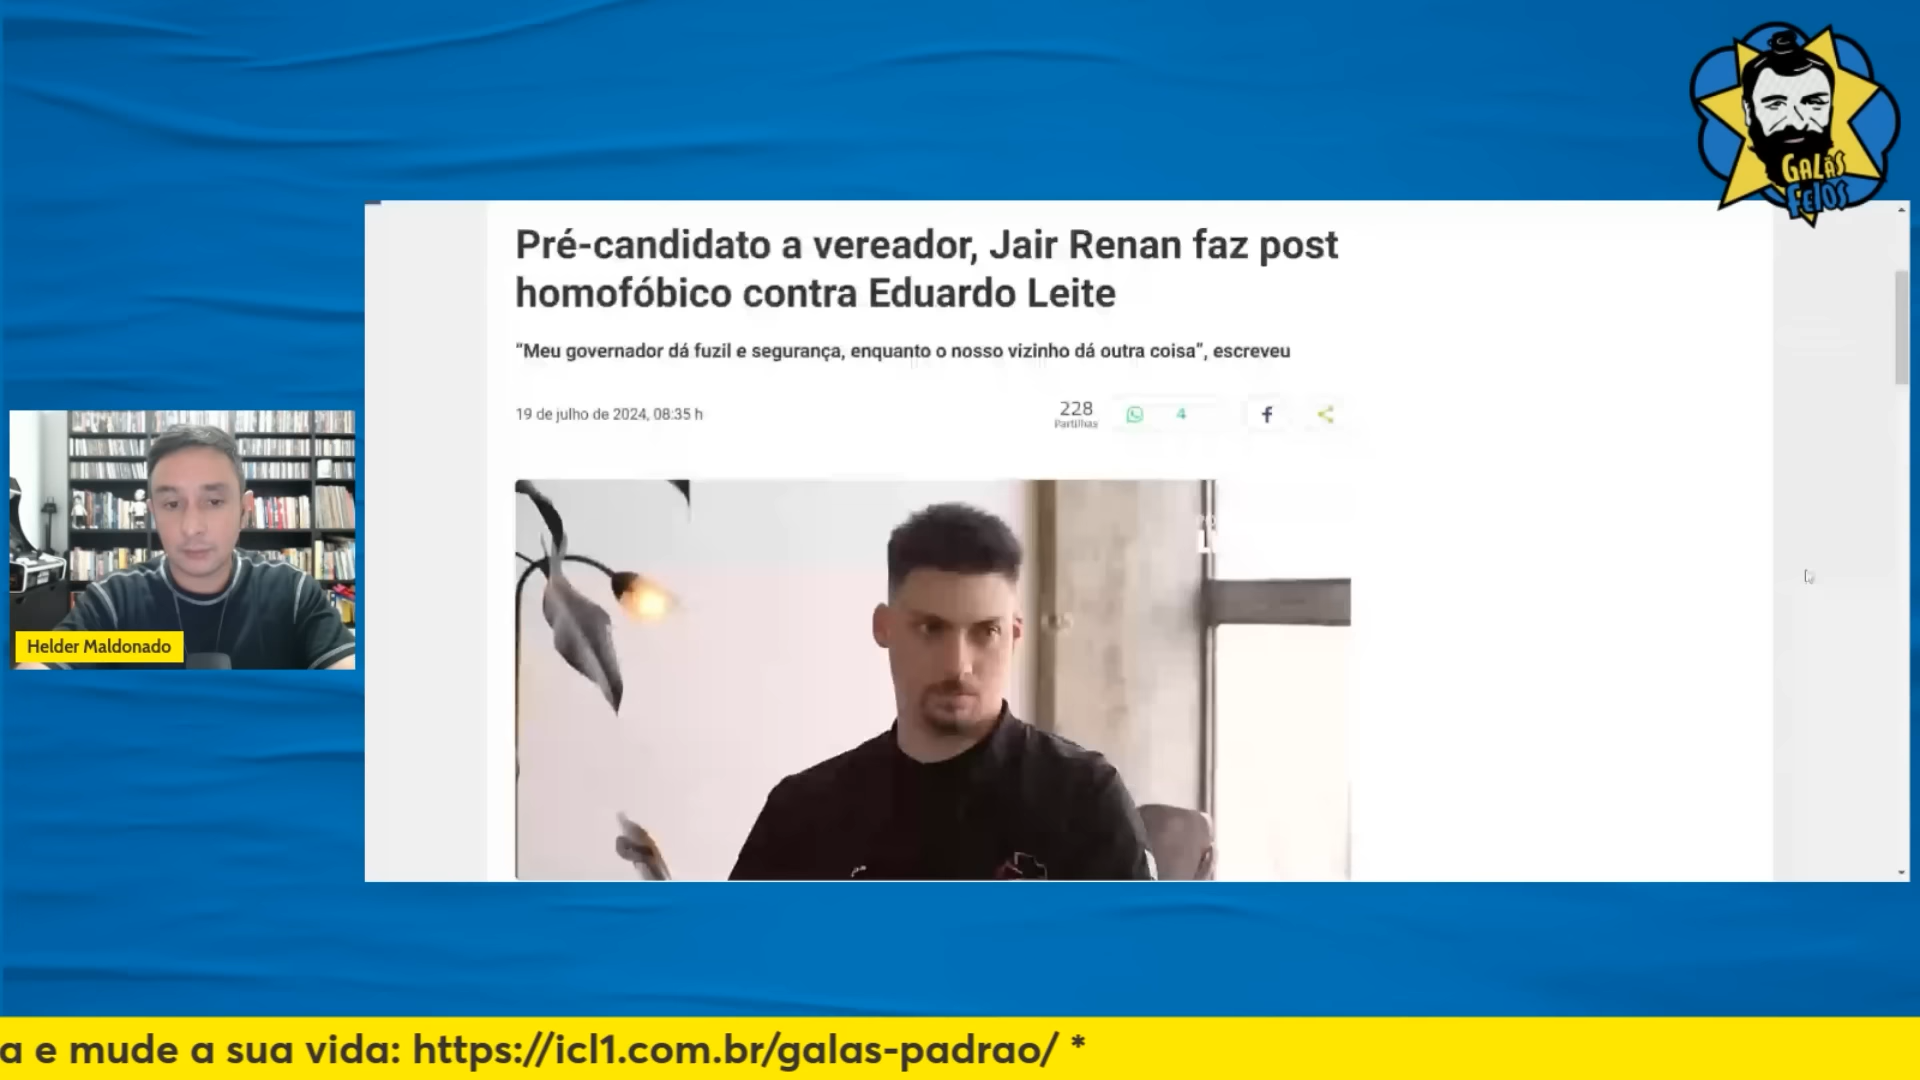 GALÃS
FEIOS
Pré-candidato a vereador, Jair Renan faz post
homofóbico contra Eduardo Leite
“Meu governador dá fuzil e segurança, enquanto o nosso vizinho dá outra coisa”, escreveu
19 de julho de 2024, 08:35 h
228
Partilhas
4
Helder Maldonado
a e mude a sua vida: https://icl1.com.br/galas-padrao/ *